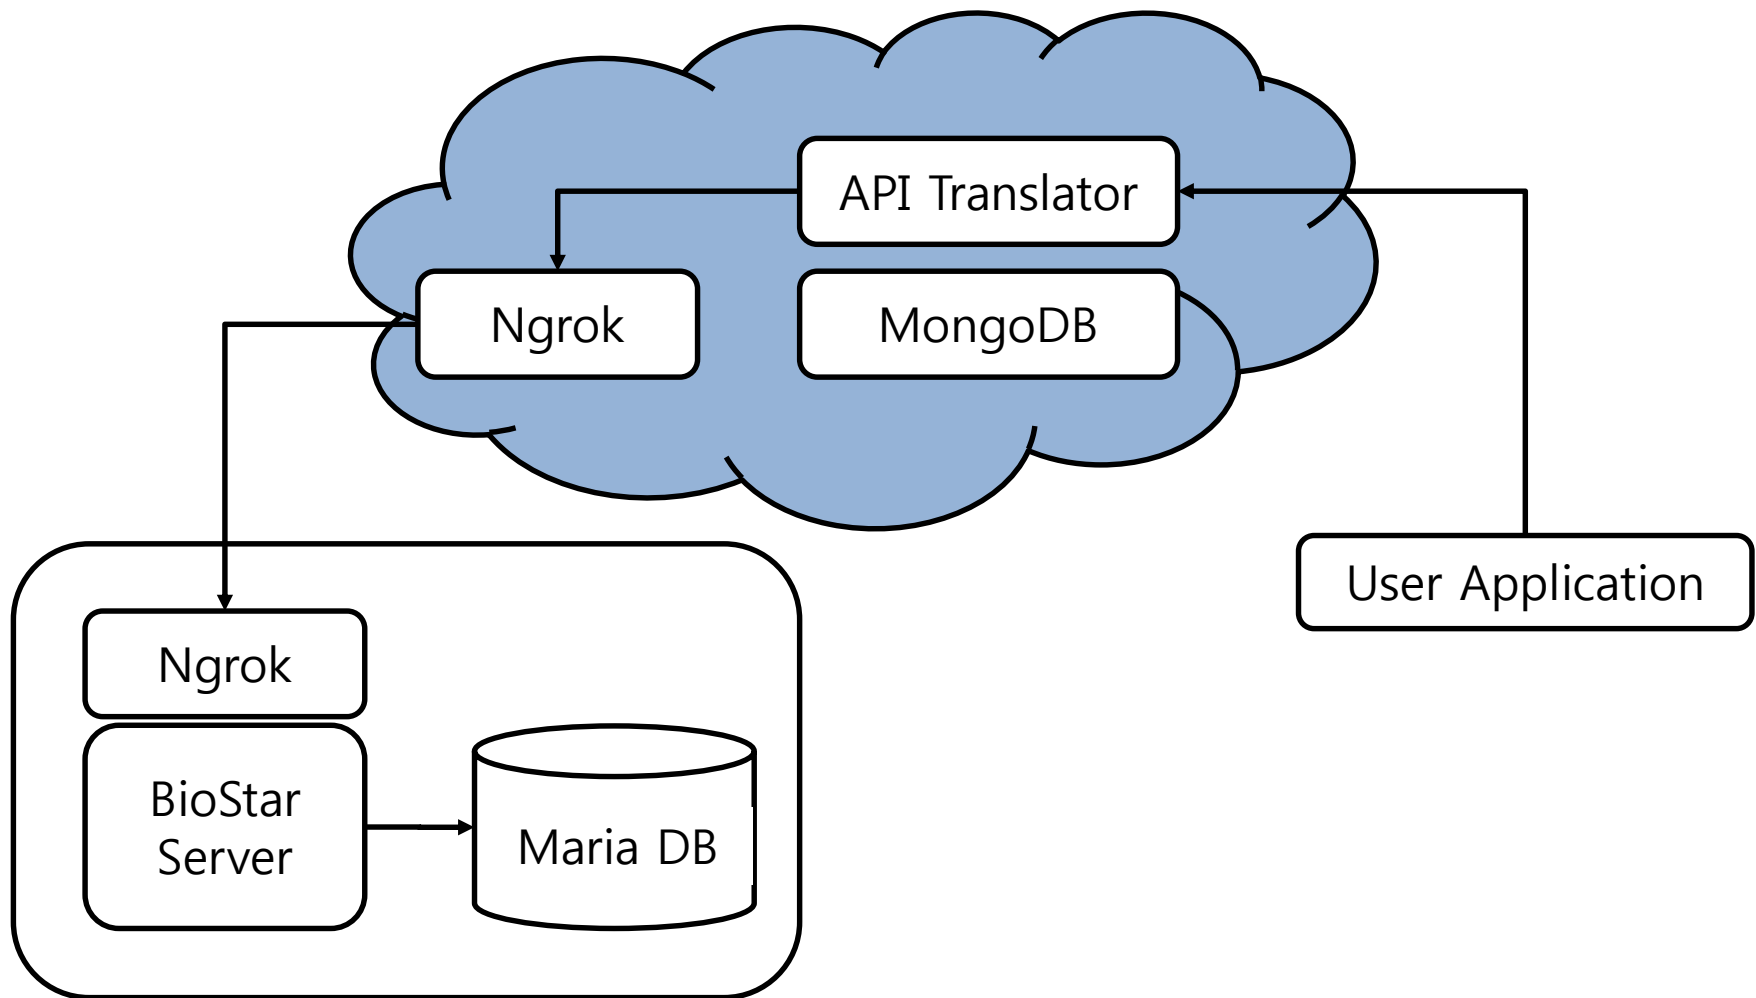 API Translator
Ngrok
MongoDB
User Application
Ngrok
BioStar
Server
Maria DB